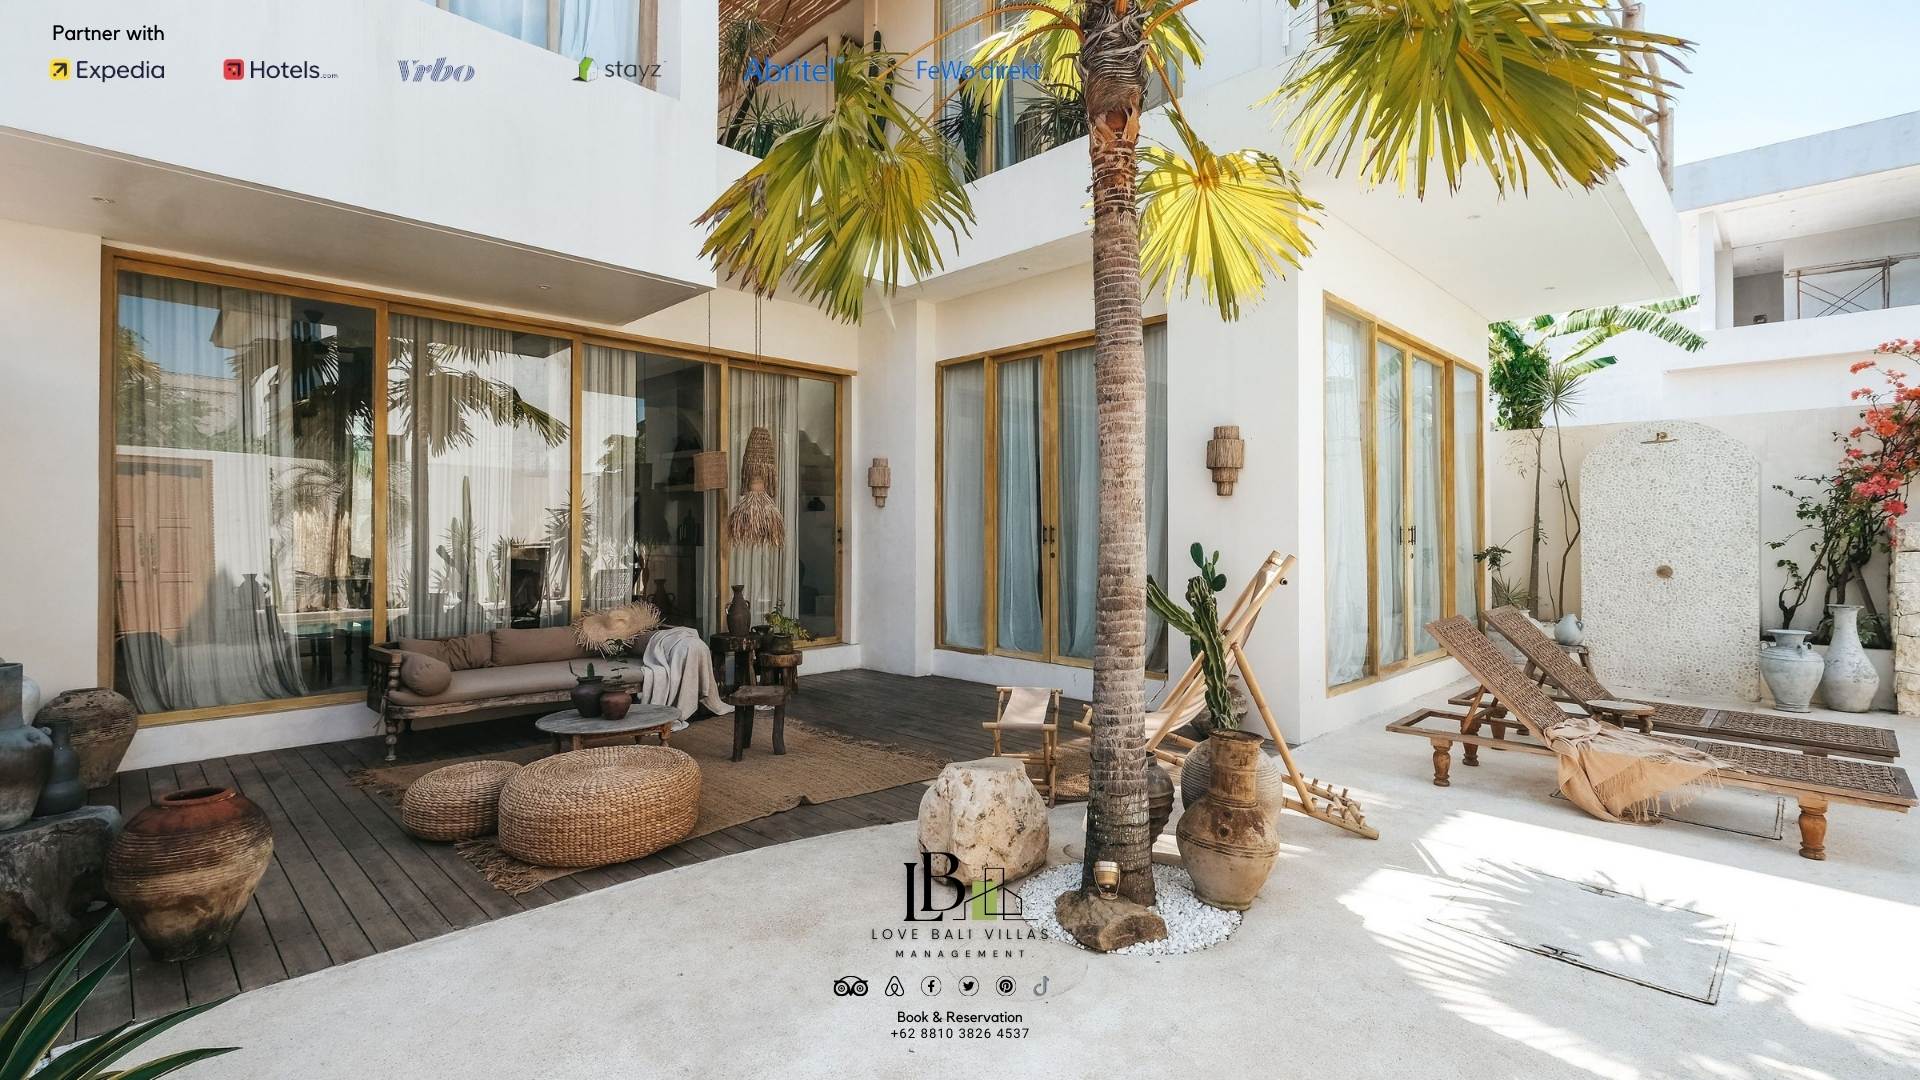 Partner with
Expedia Hotels.com Vrbo stayz Abritel FeWo direkt
LB
LOVE BALI VILLAS
MANAGEMENT
Book & Reservation
+62 8810 3826 4537